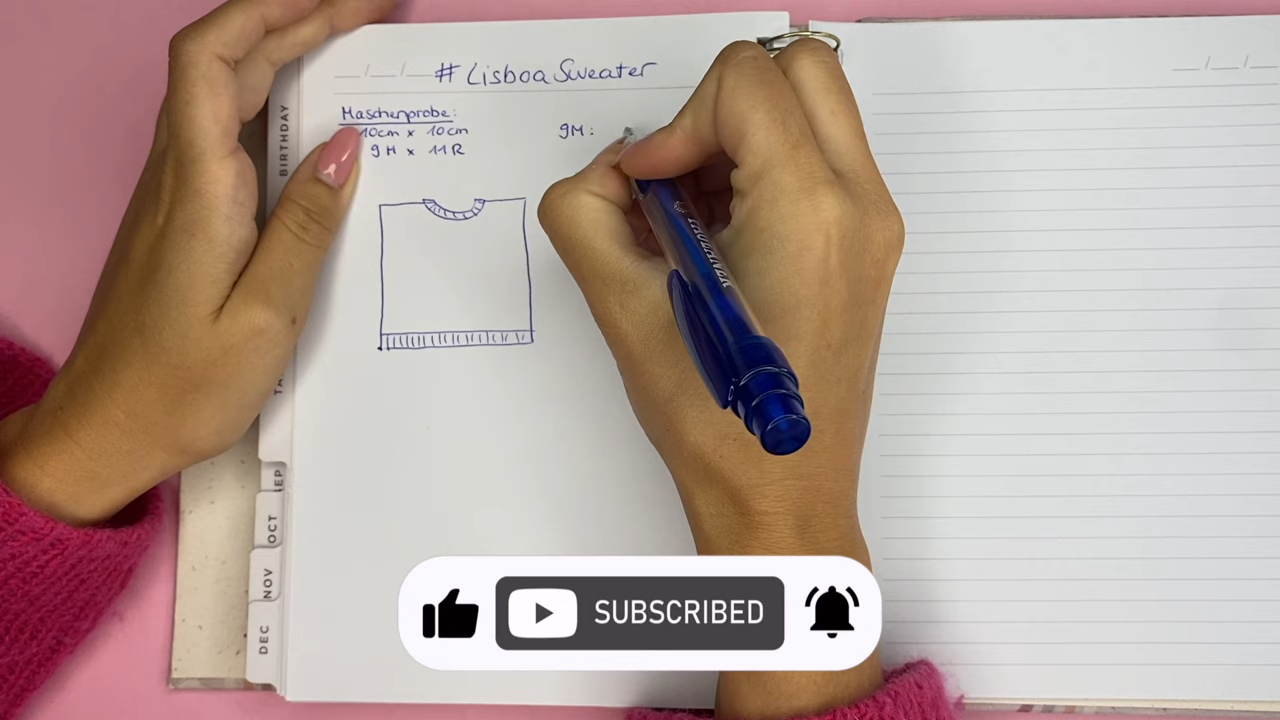 #LisboaSweater
Maschenprobe:
10cm x 10cm
9M x 11R
9M:
BIRTHDAY
OCT
NOV
DEC
SUBSCRIBED